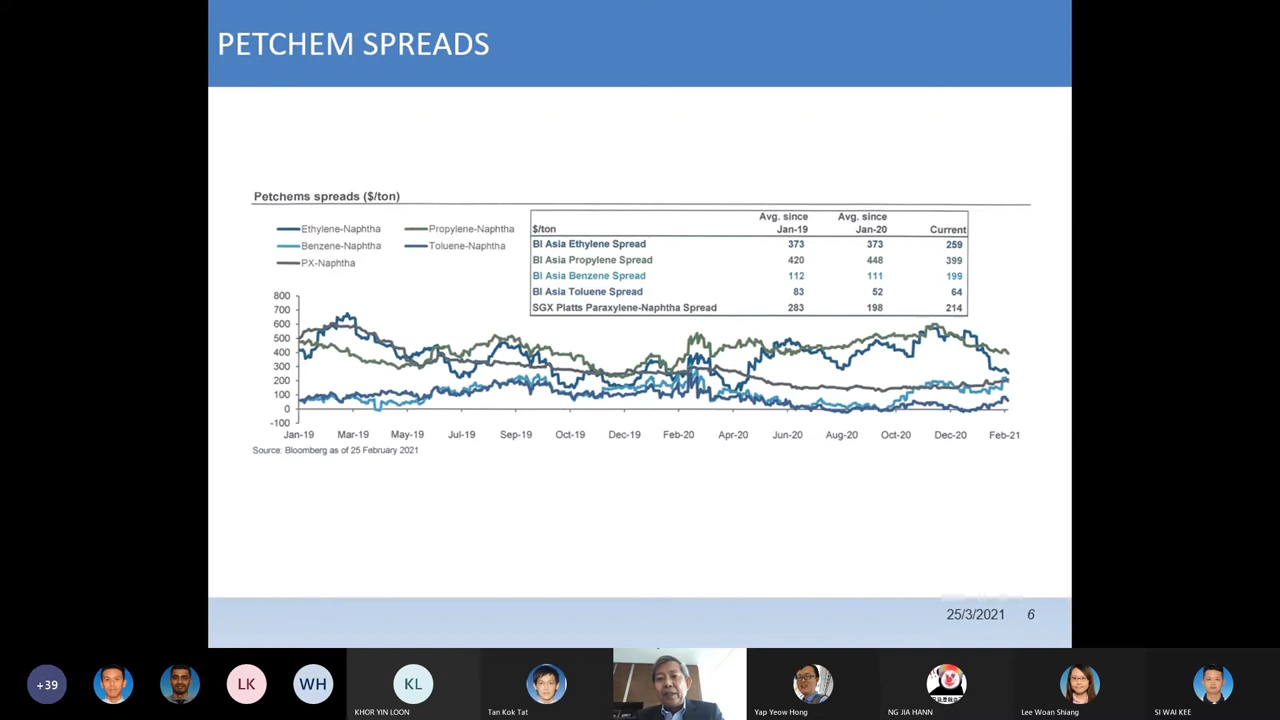 PETCHEM SPREADS
Petchems spreads ($/ton)
Ethylene-Naphtha Propylene-Naphtha
Benzene-Naphtha Toluene-Naphtha
PX-Naphtha
$/ton Avg. since Jan-19 Avg. since Jan-20 Current
BI Asia Ethylene Spread 373 373 259
BI Asia Propylene Spread 420 448 399
BI Asia Benzene Spread 112 111 199
BI Asia Toluene Spread 83 52 64
SGX Platts Paraxylene-Naphtha Spread 283 198 214
800
700
600
500
400
300
200
100
0
-100
Jan-19 Mar-19 May-19 Jul-19 Sep-19 Oct-19 Dec-19 Feb-20 Apr-20 Jun-20 Aug-20 Oct-20 Dec-20 Feb-21
Source: Bloomberg as of 25 February 2021
25/3/2021 6
+39 LK WH KL
KHOR YIN LOON Tan Kok Tat Yap Yeow Hong NG JIA HANN Lee Woan Shiang SI WAI KEE